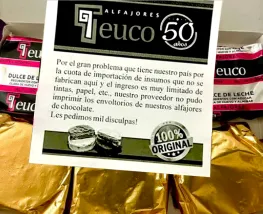 ALFAJORES
Teuco
50
años
Por el gran problema que tiene nuestro país por
la cuota de importación de insumos que no se
fabrican aquí y el ingreso es muy limitado de
tintas, papel, etc., nuestro proveedor no pudo
imprimir los envoltorios de nuestros alfajores
de chocolate.
Les pedimos mil disculpas!
100%
ORIGINAL
Teuco
DULCE DE LE
DULCE DE LECHE